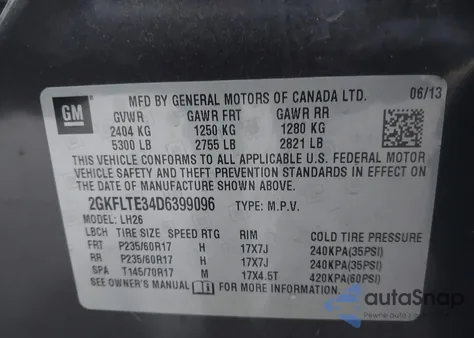 GM
MFD BY GENERAL MOTORS OF CANADA LTD. 06/13
GVWR GAWR FRT GAWR RR
2404 KG 1250 KG 1280 KG
5300 LB 2755 LB 2821 LB
THIS VEHICLE CONFORMS TO ALL APPLICABLE U.S. FEDERAL MOTOR
VEHICLE SAFETY AND THEFT PREVENTION STANDARDS IN EFFECT ON
THE DATE OF MANUFACTURE SHOWN ABOVE.
2GKFLTE34D6399096 TYPE: M.P.V.
MODEL: LH26
LBCH TIRE SIZE SPEED RTG RIM COLD TIRE PRESSURE
FRT P235/60R17 H 17X7J 240KPA(35PSI)
RR P235/60R17 H 17X7J 240KPA(35PSI)
SPA T145/70R17 M 17X4.5T 420KPA(60PSI)
SEE OWNER'S MANUAL FOR MORE INFORMATION.
autoSnap